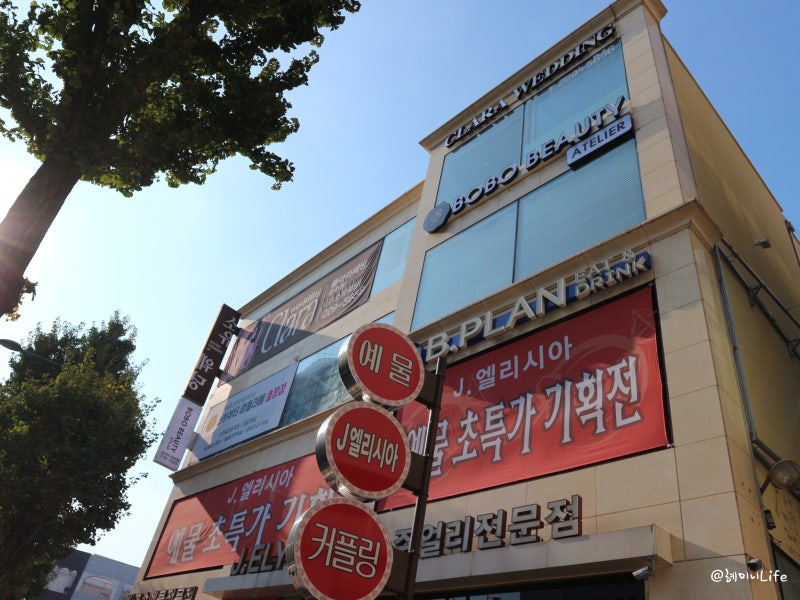 CLARA WEDDING
BOBO BEAUTY
ATELIER
B.PLAN
EAT &
DRINK
Clara
BOBO BEAUTY
J.엘리시아
예물 초특가 기획전
예물
J엘리시아
커플링
J.엘리시아
예물 초특가 기
J.ELY
주얼리전문점
@헤미니Life